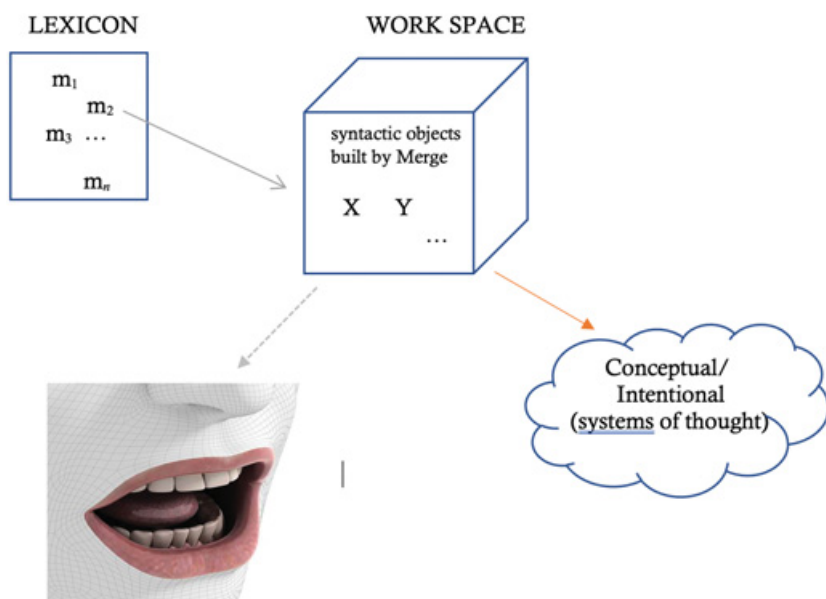 LEXICON
WORK SPACE
m₁
m₂
m₃ ...
mₙ
syntactic objects
built by Merge
X Y
...
Conceptual/
Intentional
(systems of thought)